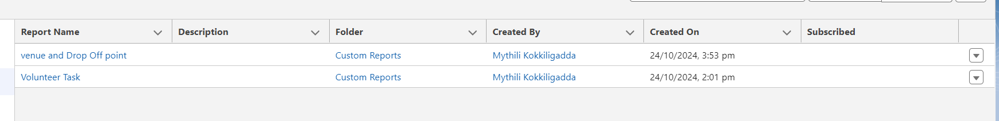 Report Name Description Folder Created By Created On Subscribed
venue and Drop Off point Custom Reports Mythili Kokkiligadda 24/10/2024, 3:53 pm
Volunteer Task Custom Reports Mythili Kokkiligadda 24/10/2024, 2:01 pm